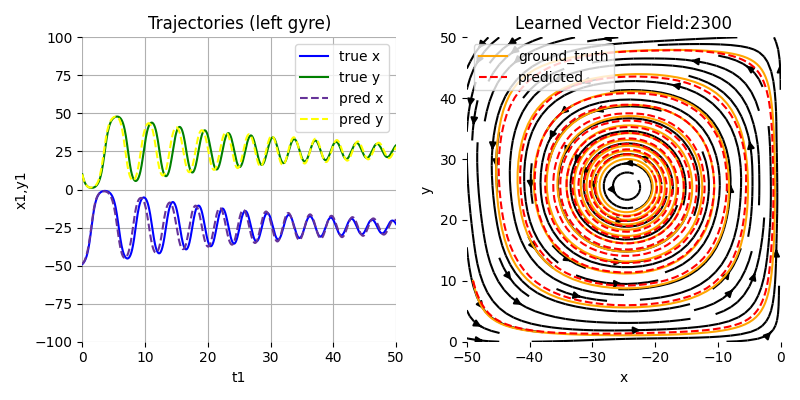 Trajectories (left gyre)
x1,y1
100
75
50
25
0
−25
−50
−75
−100
true x
true y
pred x
pred y
0
10
20
30
40
50
t1
Learned Vector Field:2300
y
50
40
30
20
10
0
ground_truth
predicted
−50
−40
−30
−20
−10
0
x